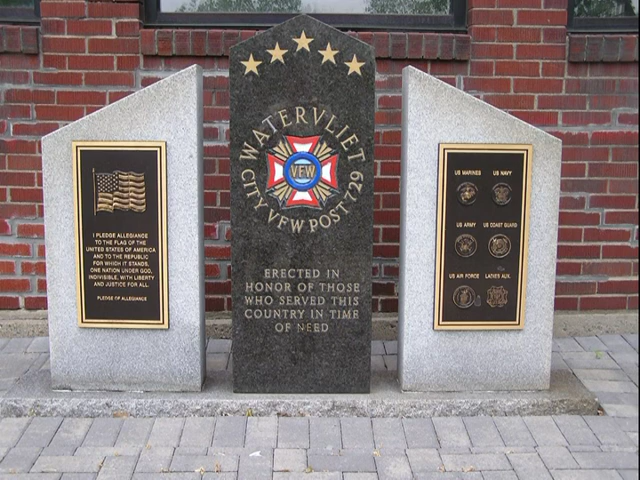 I PLEDGE ALLEGIANCE
TO THE FLAG OF THE
UNITED STATES OF AMERICA
AND TO THE REPUBLIC
FOR WHICH IT STANDS,
ONE NATION UNDER GOD,
INDIVISIBLE, WITH LIBERTY
AND JUSTICE FOR ALL.
PLEDGE OF ALLEGIANCE
WATERVLIET
VFW
CITY VFW POST 729
ERECTED IN
HONOR OF THOSE
WHO SERVED THIS
COUNTRY IN TIME
OF NEED
US MARINES US NAVY
US ARMY US COAST GUARD
US AIR FORCE LADIES AUX.